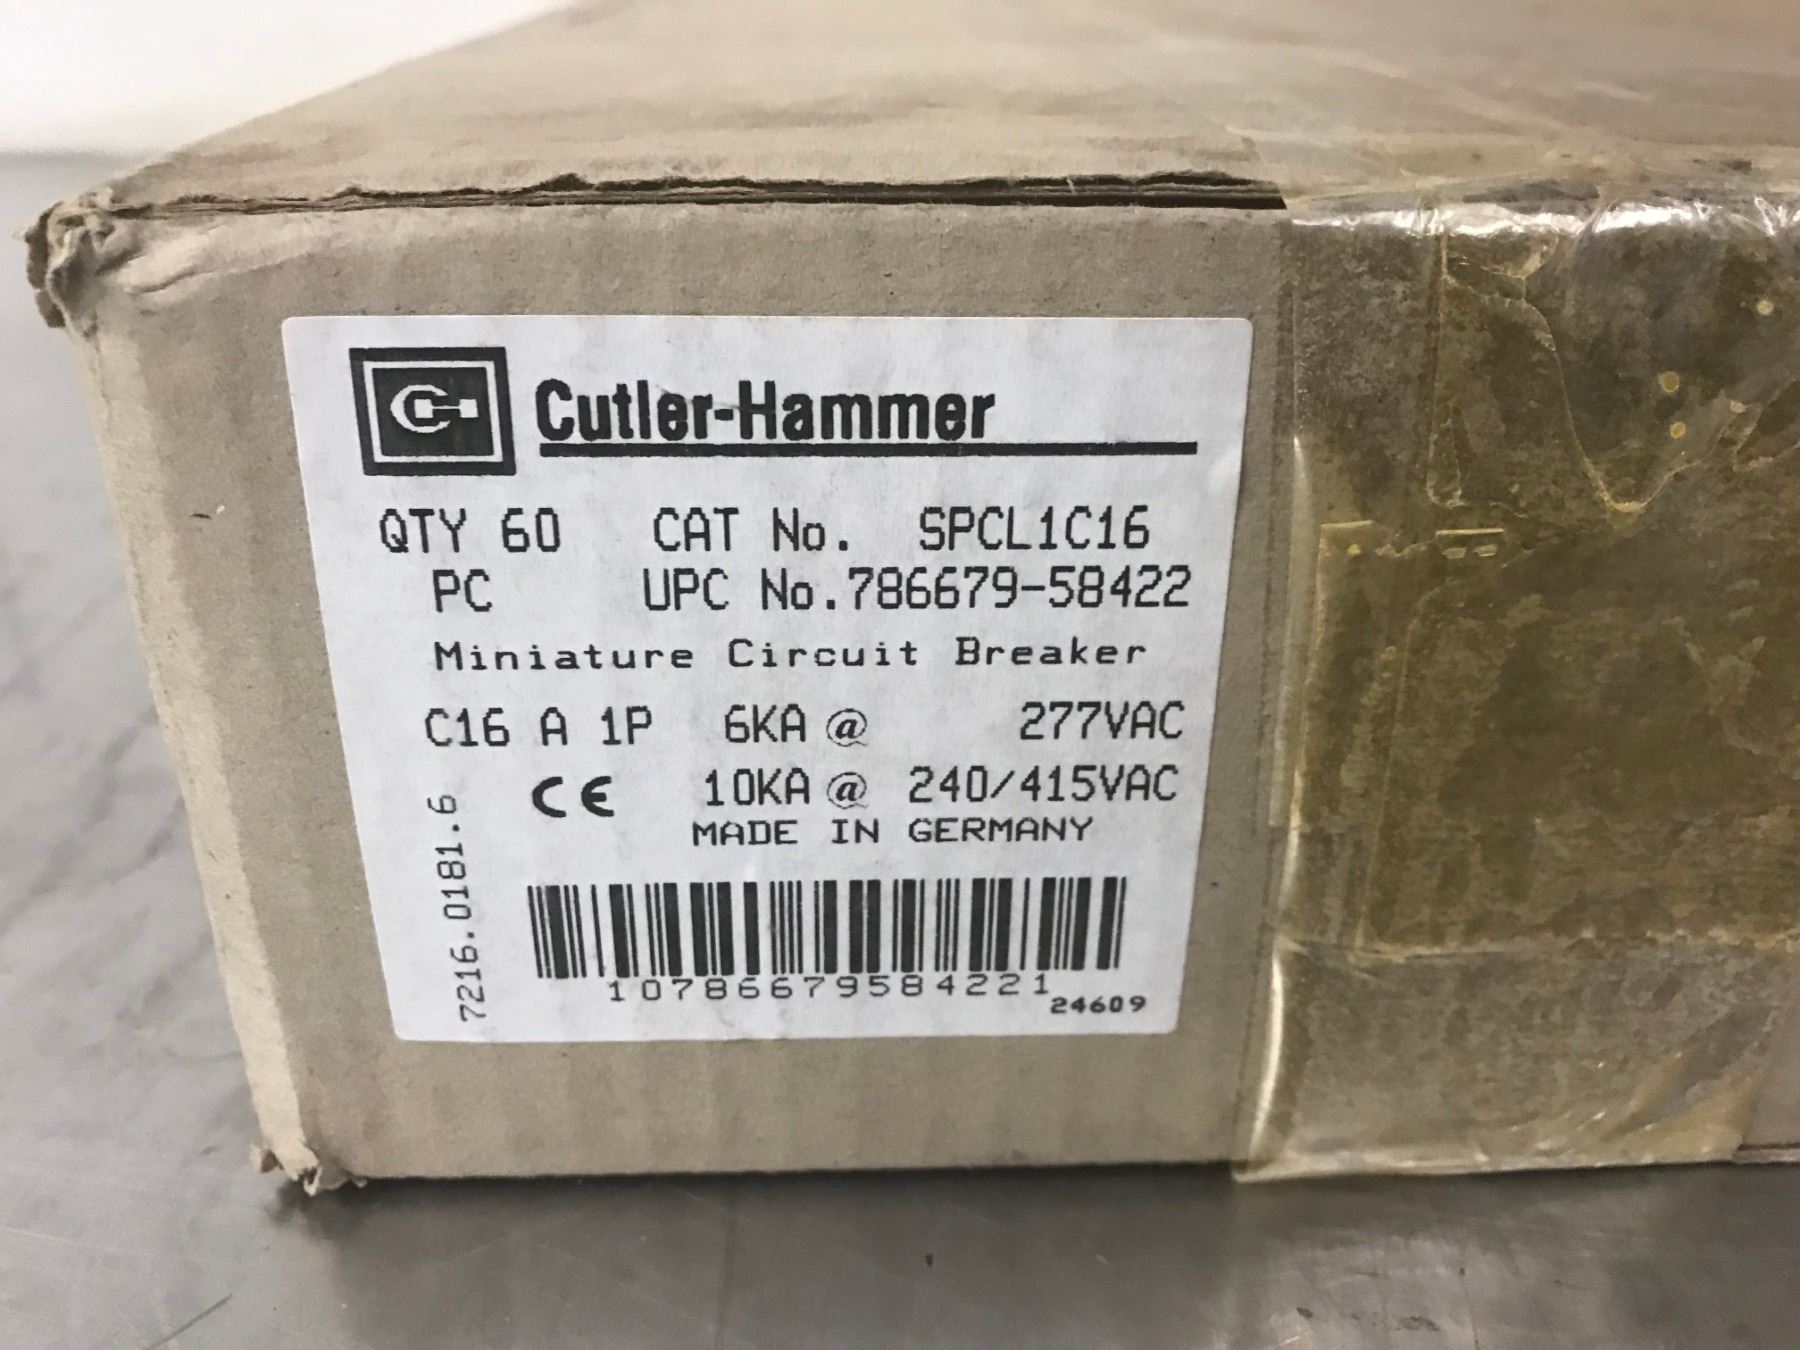 Cutler-Hammer
QTY 60 CAT No. SPCL1C16
PC UPC No.786679-58422
Miniature Circuit Breaker
C16 A 1P 6KA @ 277VAC
CE 10KA @ 240/415VAC
MADE IN GERMANY
7216.0181.6
10786679584221
24609